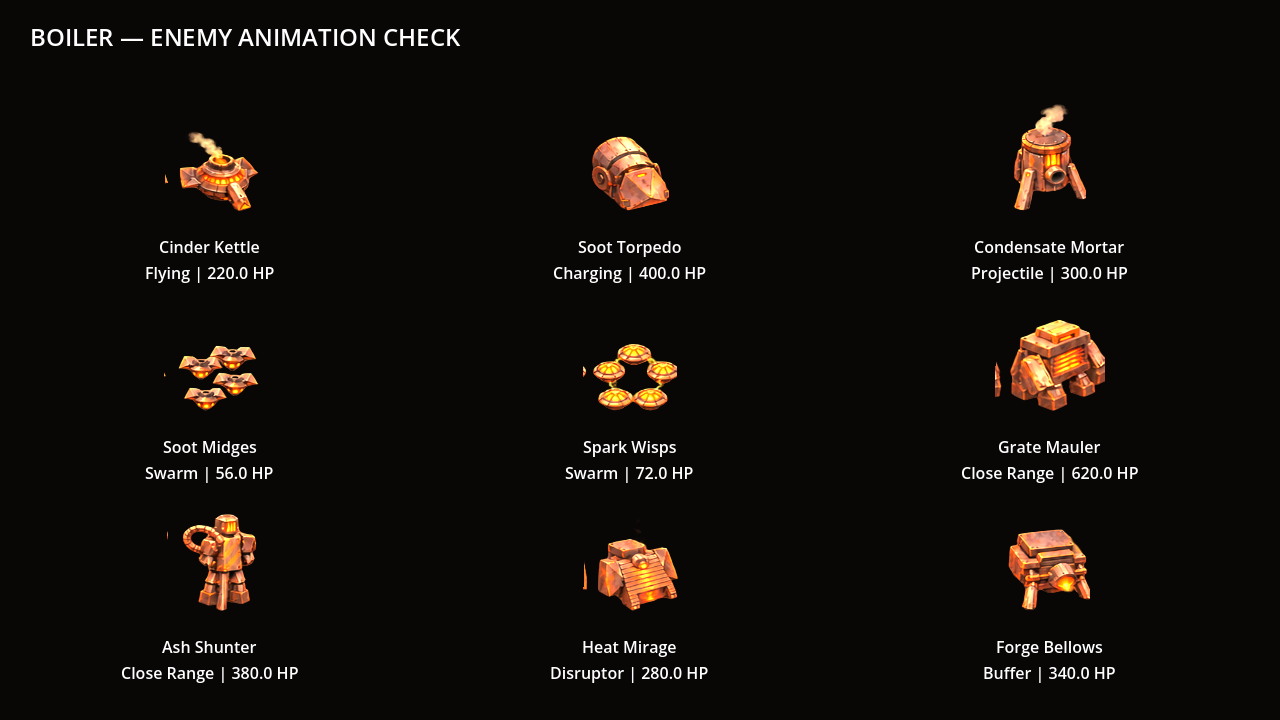 BOILER — ENEMY ANIMATION CHECK
Cinder Kettle
Flying | 220.0 HP
Soot Torpedo
Charging | 400.0 HP
Condensate Mortar
Projectile | 300.0 HP
Soot Midges
Swarm | 56.0 HP
Spark Wisps
Swarm | 72.0 HP
Grate Mauler
Close Range | 620.0 HP
Ash Shunter
Close Range | 380.0 HP
Heat Mirage
Disruptor | 280.0 HP
Forge Bellows
Buffer | 340.0 HP